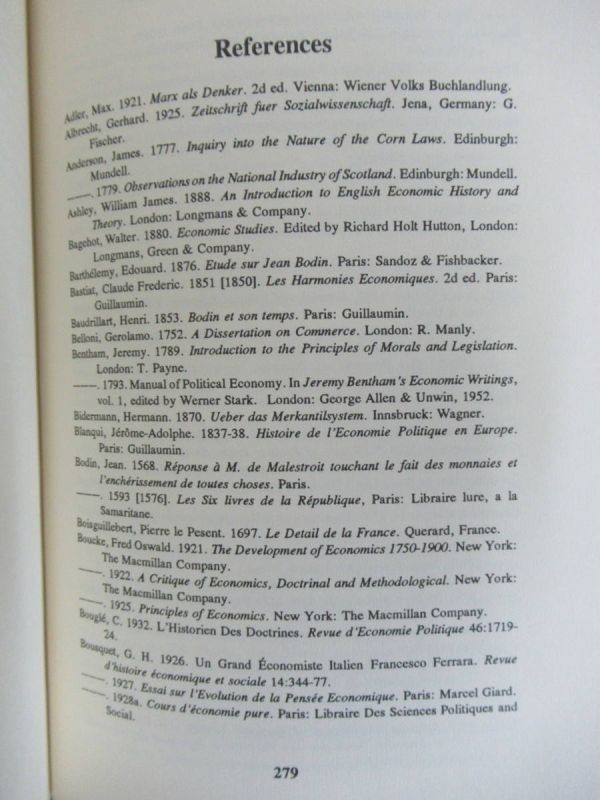 References
Adler, Max. 1921. Marx als Denker. 2d ed. Vienna: Wiener Volks Buchlandlung.
Albrecht, Gerhard. 1925. Zeitschrift fuer Sozialwissenschaft. Jena, Germany: G.
Fischer.
Anderson, James. 1777. Inquiry into the Nature of the Corn Laws. Edinburgh:
Mundell.
———. 1779. Observations on the National Industry of Scotland. Edinburgh: Mundell.
Ashley, William James. 1888. An Introduction to English Economic History and
Theory. London: Longmans & Company.
Bagehot, Walter. 1880. Economic Studies. Edited by Richard Holt Hutton, London:
Longmans, Green & Company.
Barthélemy, Edouard. 1876. Etude sur Jean Bodin. Paris: Sandoz & Fishbacker.
Bastiat, Claude Frederic. 1851 [1850]. Les Harmonies Economiques. 2d ed. Paris:
Guillaumin.
Baudrillart, Henri. 1853. Bodin et son temps. Paris: Guillaumin.
Belloni, Gerolamo. 1752. A Dissertation on Commerce. London: R. Manly.
Bentham, Jeremy. 1789. Introduction to the Principles of Morals and Legislation.
London: T. Payne.
———. 1793. Manual of Political Economy. In Jeremy Bentham's Economic Writings,
vol. 1, edited by Werner Stark. London: George Allen & Unwin, 1952.
Bidermann, Hermann. 1870. Ueber das Merkantilsystem. Innsbruck: Wagner.
Blanqui, Jérôme-Adolphe. 1837-38. Histoire de l'Economie Politique en Europe.
Paris: Guillaumin.
Bodin, Jean. 1568. Réponse à M. de Malestroit touchant le fait des monnaies et
l'enchérissement de toutes choses. Paris.
———. 1593 [1576]. Les Six livres de la République, Paris: Libraire lure, a la
Samaritane.
Boisguillebert, Pierre le Pesent. 1697. Le Detail de la France. Querard, France.
Boucke, Fred Oswald. 1921. The Development of Economics 1750-1900. New York:
The Macmillan Company.
———. 1922. A Critique of Economics, Doctrinal and Methodological. New York:
The Macmillan Company.
———. 1925. Principles of Economics. New York: The Macmillan Company.
Bouglé, C. 1932. L'Historien Des Doctrines. Revue d'Economie Politique 46:1719-
24.
Bousquet, G. H. 1926. Un Grand Économiste Italien Francesco Ferrara. Revue
d'histoire économique et sociale 14:344-77.
———. 1927. Essai sur l'Evolution de la Pensée Economique. Paris: Marcel Giard.
———. 1928a. Cours d'économie pure. Paris: Libraire Des Sciences Politiques and
Social.
279